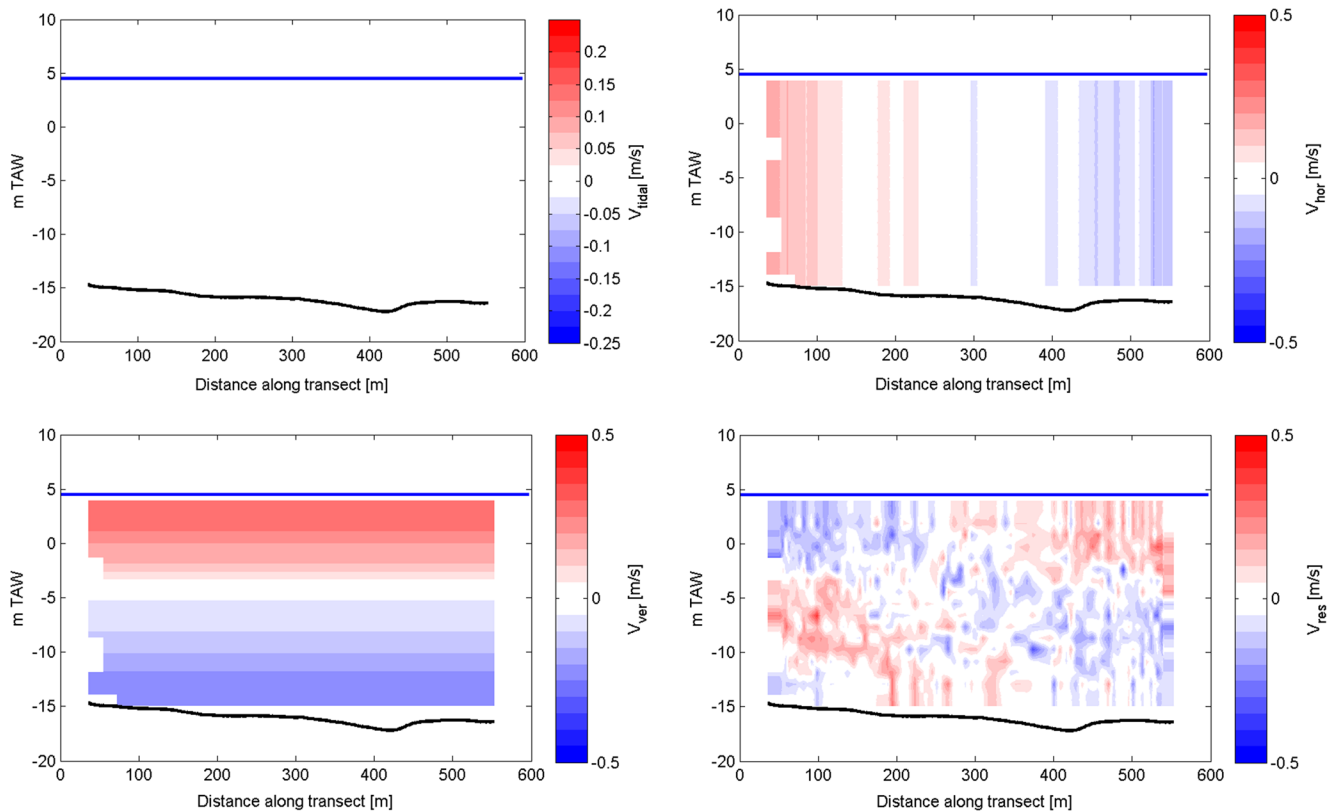 10
5
0
-5
-10
-15
-20
m TAW
0 100 200 300 400 500 600
Distance along transect [m]
0.2
0.15
0.1
0.05
0
-0.05
-0.1
-0.15
-0.2
-0.25
V_tidal [m/s]
10
5
0
-5
-10
-15
-20
m TAW
0 100 200 300 400 500 600
Distance along transect [m]
0.5
0
-0.5
V_hor [m/s]
10
5
0
-5
-10
-15
-20
m TAW
0 100 200 300 400 500 600
Distance along transect [m]
0.5
0
-0.5
V_ver [m/s]
10
5
0
-5
-10
-15
-20
m TAW
0 100 200 300 400 500 600
Distance along transect [m]
0.5
0
-0.5
V_res [m/s]